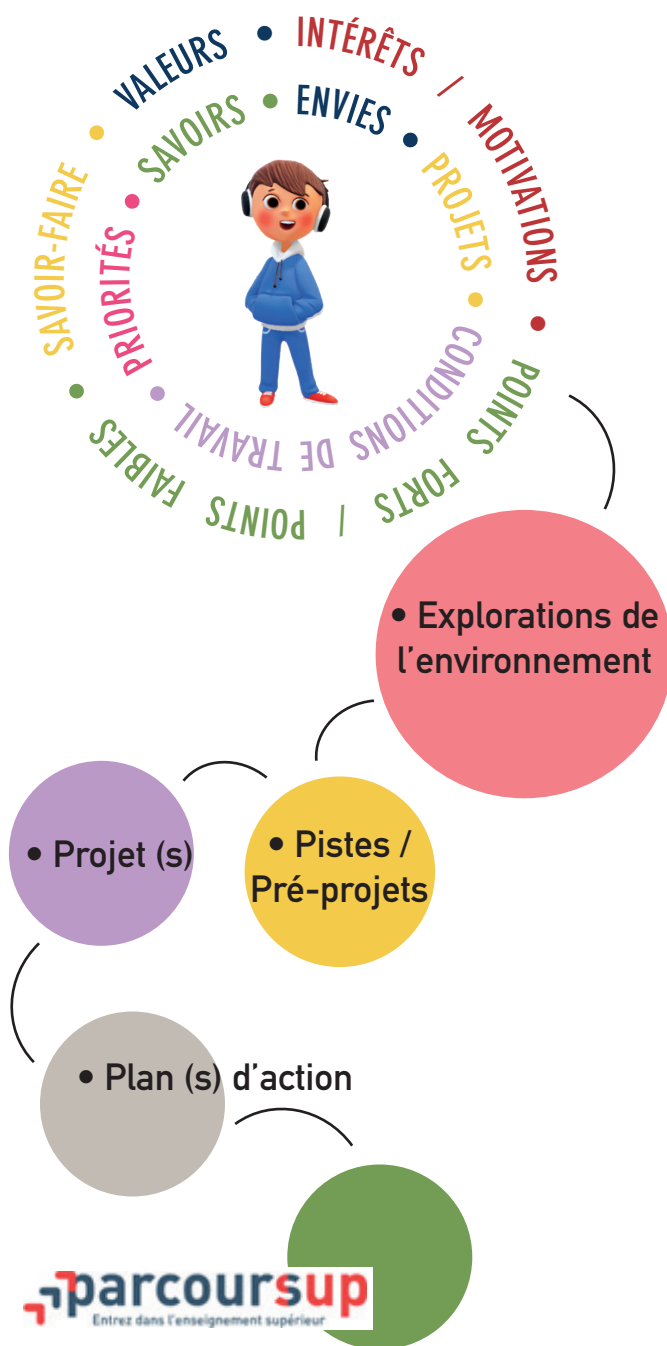 VALEURS • INTÉRÊTS / MOTIVATIONS •
POINTS FORTS / POINTS FAIBLES •
SAVOIR-FAIRE •
SAVOIRS • ENVIES • PROJETS •
CONDITIONS DE TRAVAIL •
PRIORITÉS •
• Explorations de
l’environnement
• Pistes /
Pré-projets
• Projet (s)
• Plan (s) d’action
parcoursup
Entrez dans l’enseignement supérieur